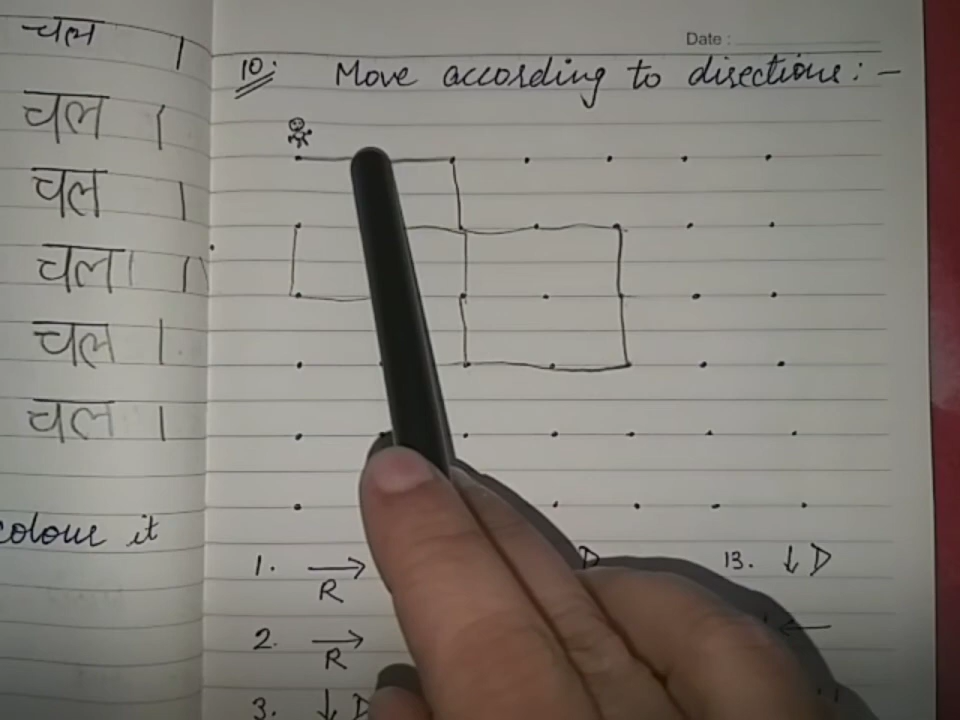 चल ।
चल ।
चल ।
चल ।
चल ।
चल ।
colour it
Date :
10. Move according to directions : -
1. → R
D
13. ↓ D
2. → R
←
3. ↓ D